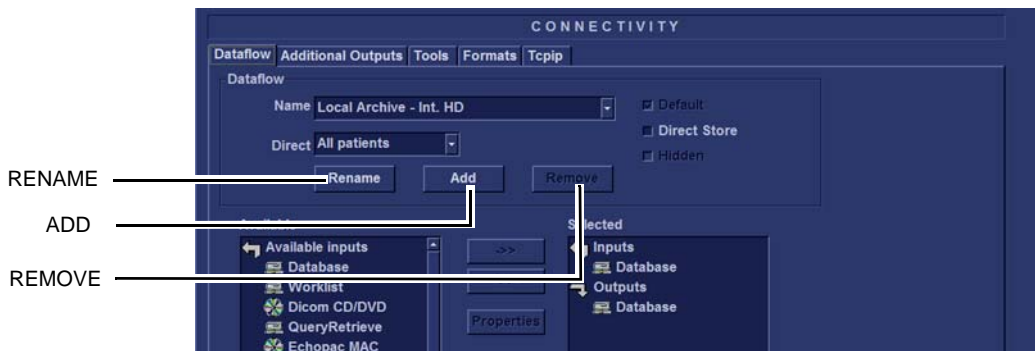 CONNECTIVITY
Dataflow Additional Outputs Tools Formats Tcpip
Dataflow
Name Local Archive - Int. HD Default
Direct Store
Direct All patients
Hidden
RENAME Rename Add Remove
ADD
Selected
Available inputs ->> Inputs
Database Database
REMOVE
Worklist Outputs
Dicom CD/DVD Database
QueryRetrieve Properties
Echopac MAC